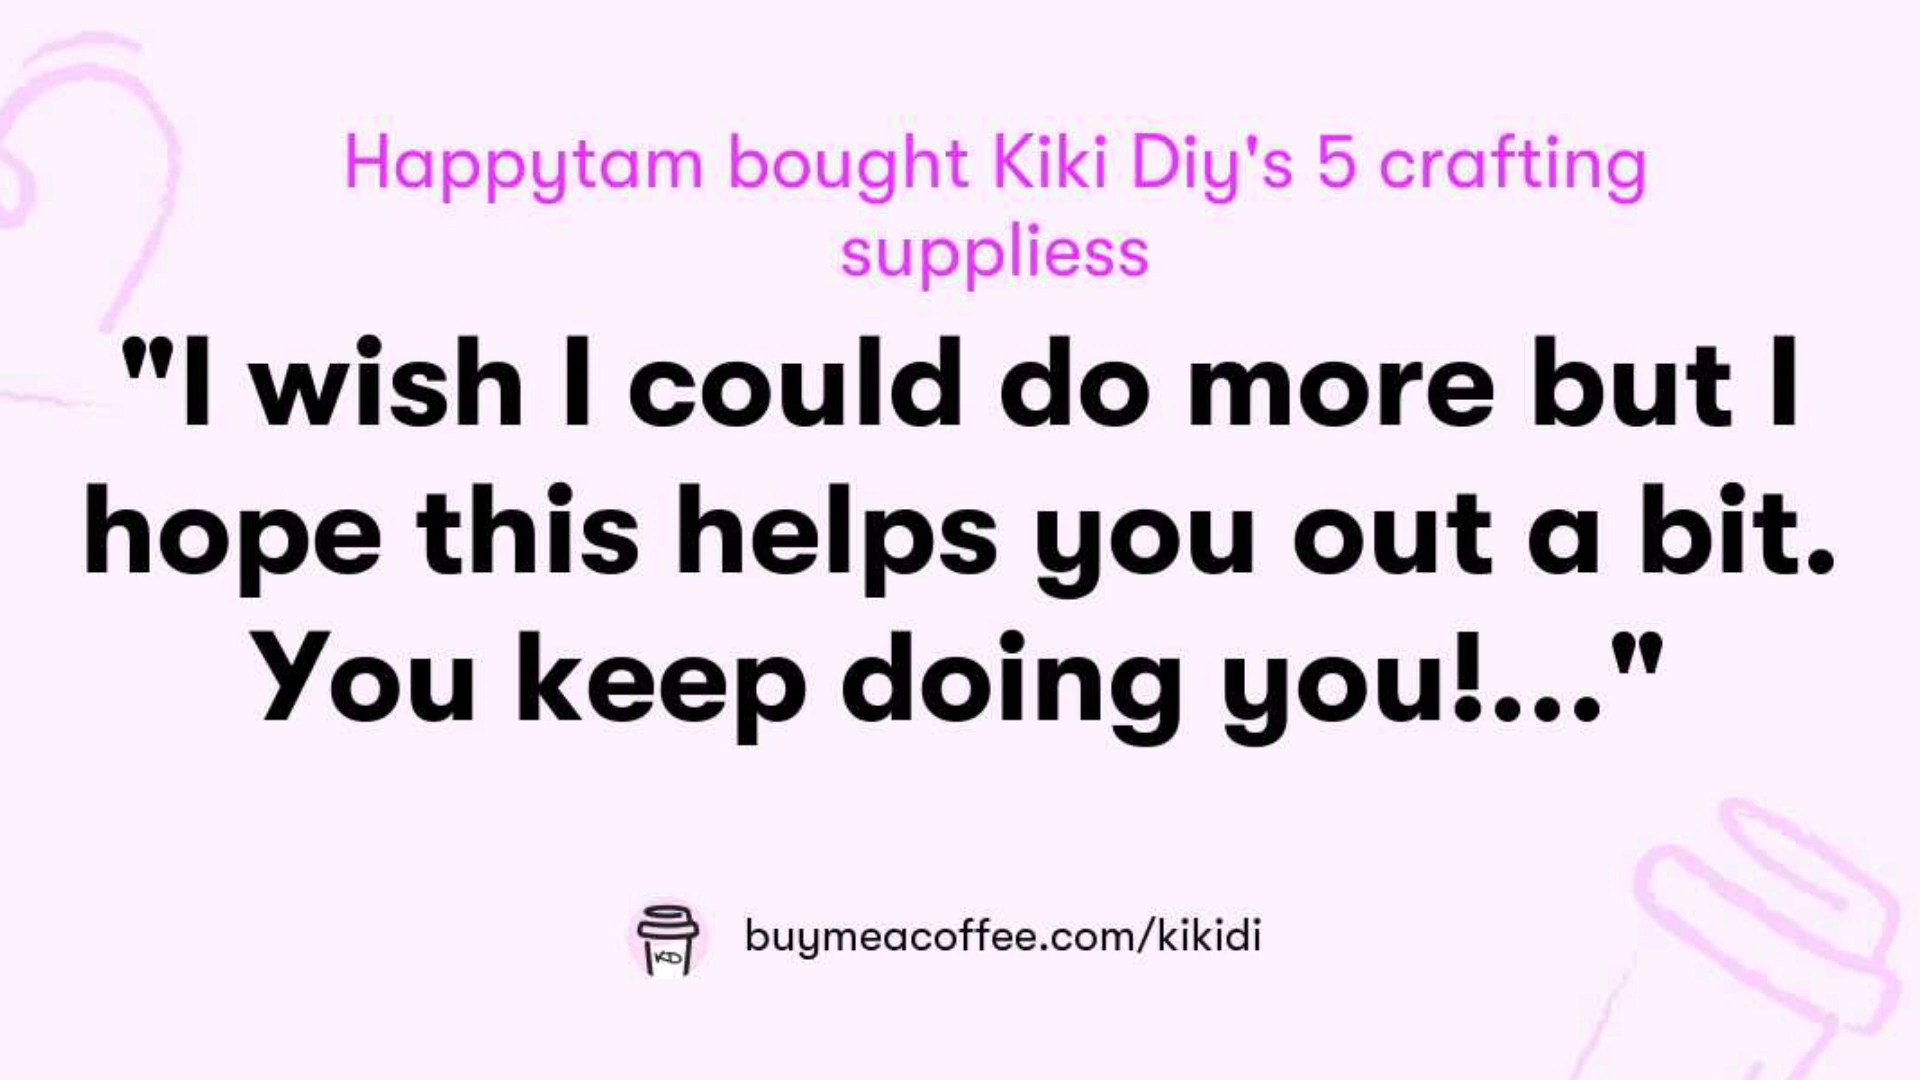 Happytam bought Kiki Diy's 5 crafting
suppliess
"I wish I could do more but I
hope this helps you out a bit.
You keep doing you!..."
KD
buymeacoffee.com/kikidi